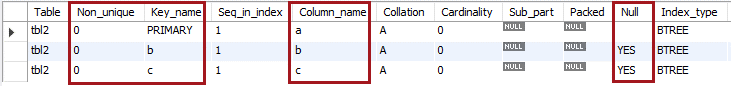 Table Non_unique Key_name Seq_in_index Column_name Collation Cardinality Sub_part Packed Null Index_type
tbl2 0 PRIMARY 1 a A 0 NULL NULL BTREE
tbl2 0 b 1 b A 0 NULL NULL YES BTREE
tbl2 0 c 1 c A 0 NULL NULL YES BTREE